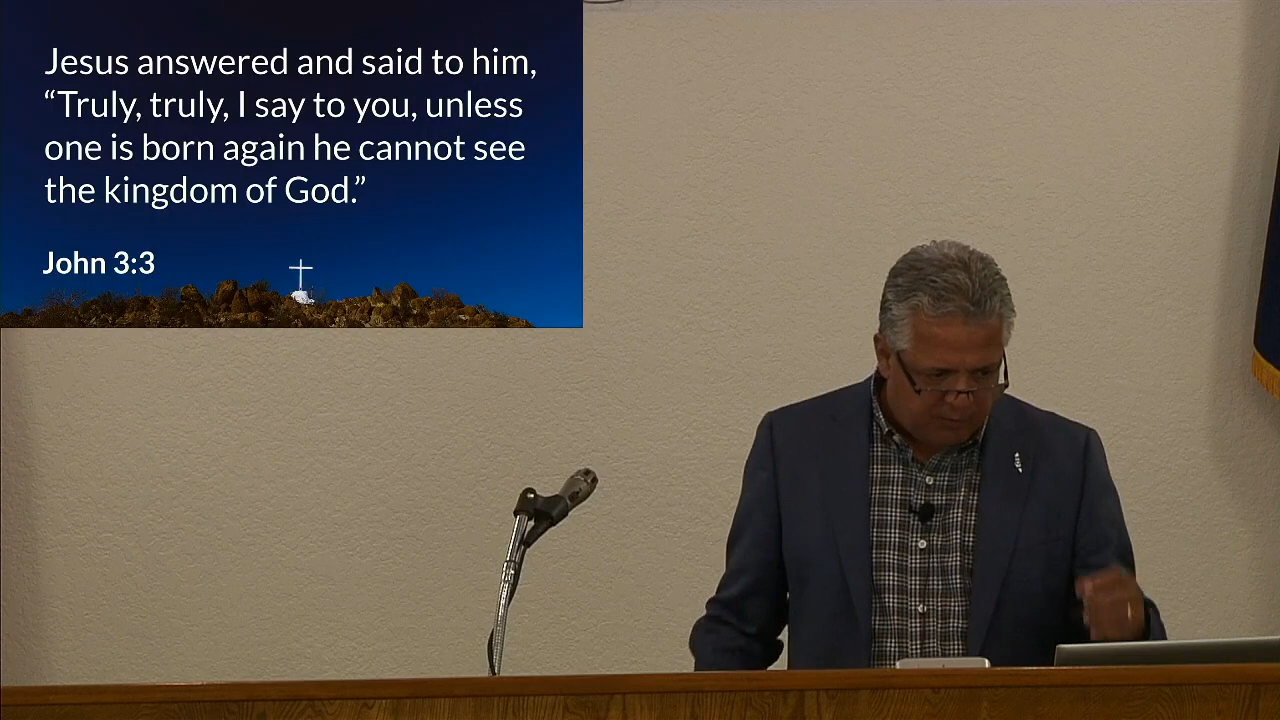 Jesus answered and said to him,
“Truly, truly, I say to you, unless
one is born again he cannot see
the kingdom of God.”
John 3:3